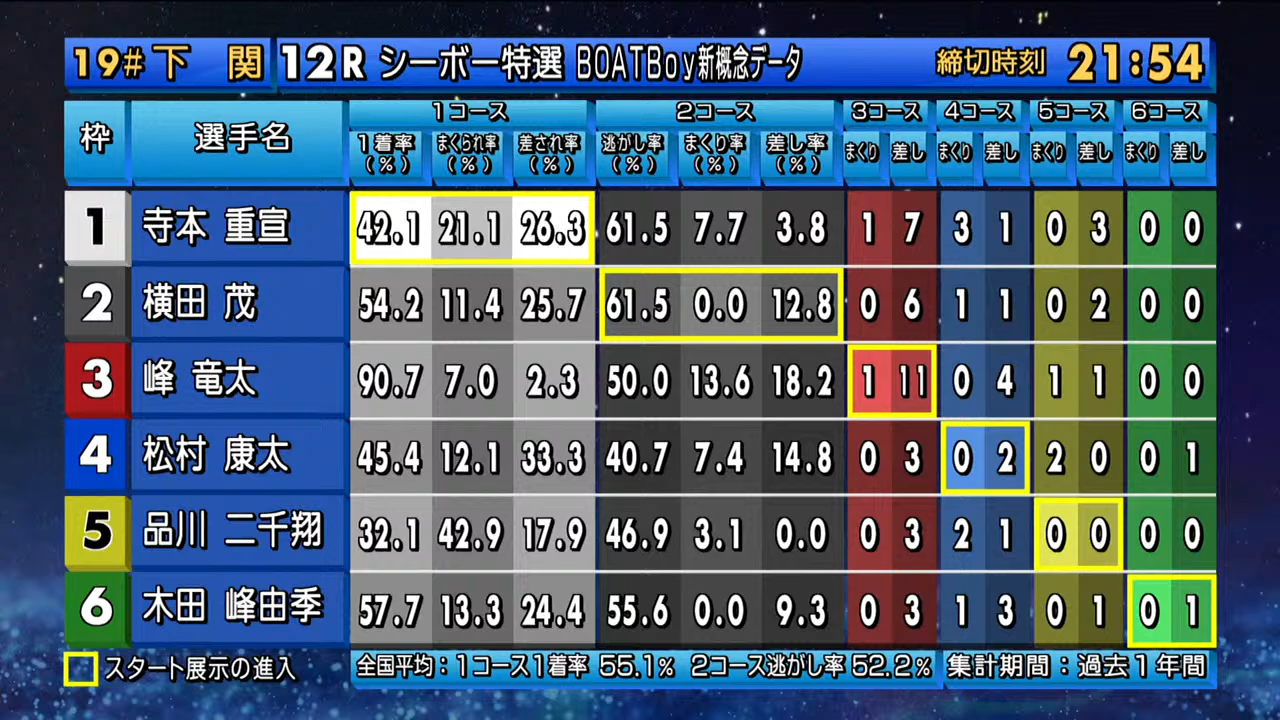 19# 下 関 12R シーボー特選 BOATBoy新概念データ 締切時刻 21:54
枠 選手名 1コース 2コース 3コース 4コース 5コース 6コース
1着率(%) まくられ率(%) 差され率(%) 逃がし率(%) まくり率(%) 差し率(%) まくり 差し まくり 差し まくり 差し まくり 差し
1 寺本 重宣 42.1 21.1 26.3 61.5 7.7 3.8 1 7 3 1 0 3 0 0
2 横田 茂 54.2 11.4 25.7 61.5 0.0 12.8 0 6 1 1 0 2 0 0
3 峰 竜太 90.7 7.0 2.3 50.0 13.6 18.2 1 11 0 4 1 1 0 0
4 松村 康太 45.4 12.1 33.3 40.7 7.4 14.8 0 3 0 2 2 0 0 1
5 品川 二千翔 32.1 42.9 17.9 46.9 3.1 0.0 0 3 2 1 0 0 0 0
6 木田 峰由季 57.7 13.3 24.4 55.6 0.0 9.3 0 3 1 3 0 1 0 1
スタート展示の進入 全国平均:1コース1着率 55.1% 2コース逃がし率 52.2% 集計期間:過去1年間